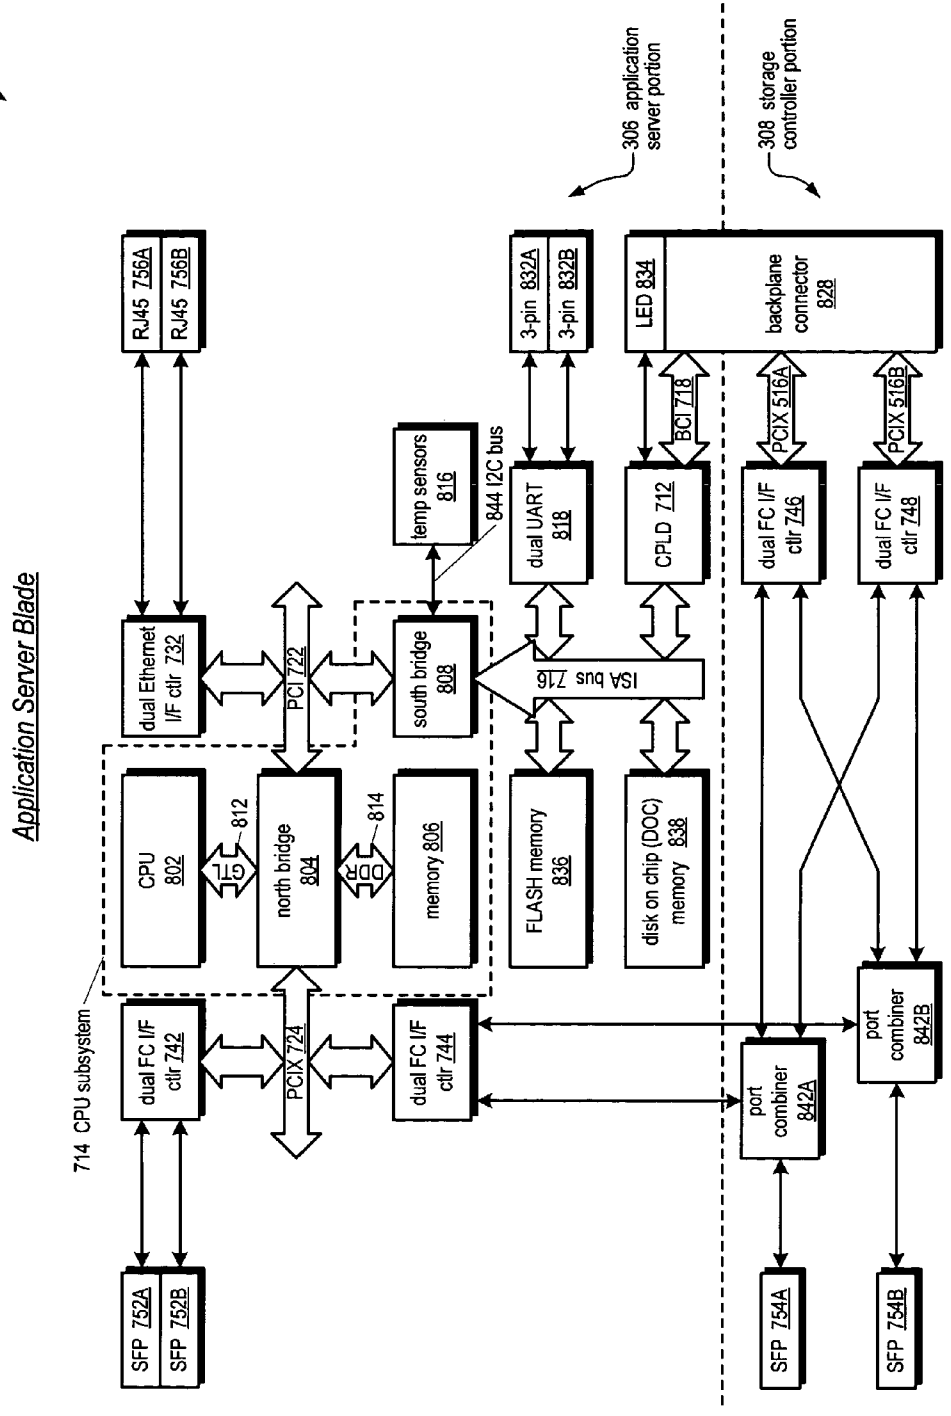 Application Server Blade
714 CPU subsystem
SFP 752A
SFP 752B
dual FC I/F
ctlr 742
CPU
802
dual Ethernet
I/F ctlr 732
RJ45 756A
RJ45 756B
GTL
812
PCIX 724
north bridge
804
PCI 722
DDR
814
dual FC I/F
ctlr 744
memory 806
south bridge
808
temp sensors
816
844 I2C bus
FLASH memory
836
dual UART
818
3-pin 832A
3-pin 832B
ISA bus 716
disk on chip (DOC)
memory 838
CPLD 712
BCI 718
LED 834
backplane
connector
828
306 application
server portion
308 storage
controller portion
SFP 754A
port
combiner
842A
dual FC I/F
ctlr 746
PCIX 516A
SFP 754B
port
combiner
842B
dual FC I/F
ctlr 748
PCIX 516B